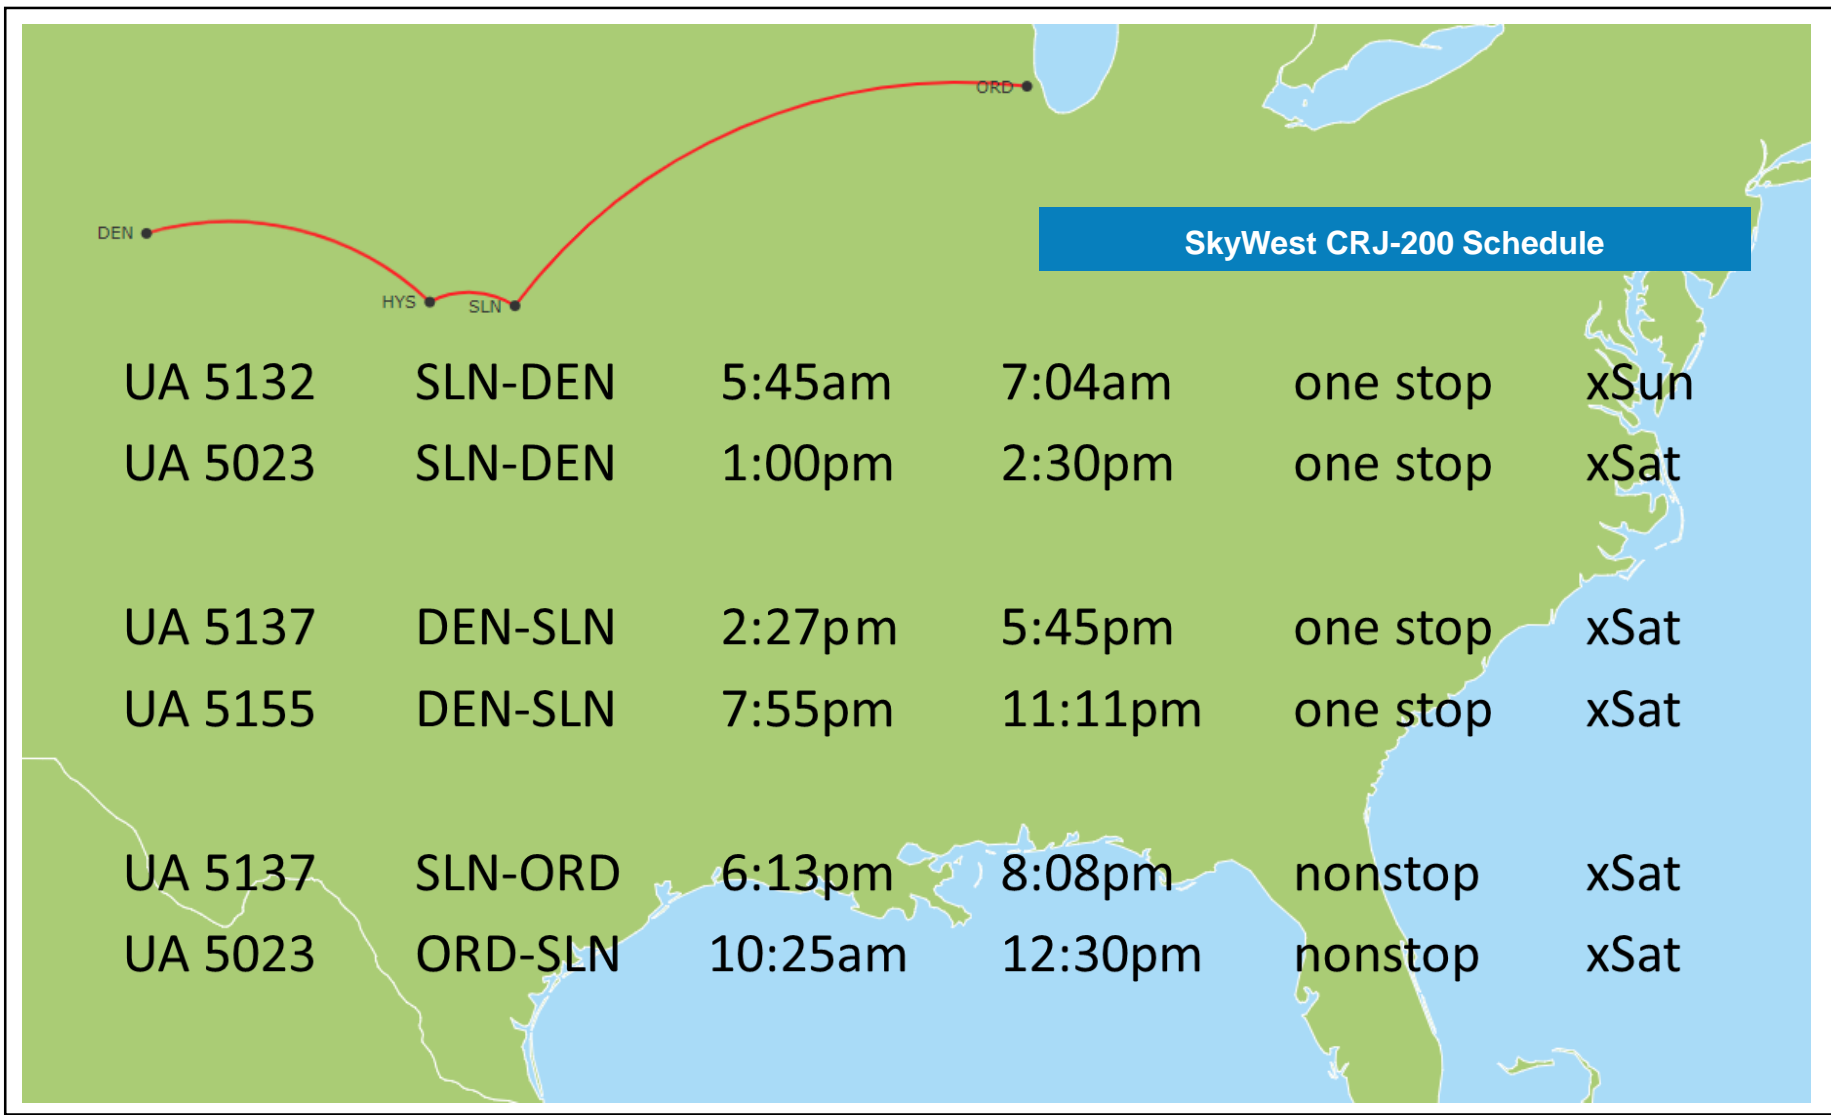 ORD
DEN
SkyWest CRJ-200 Schedule
HYS
SLN
UA 5132 SLN-DEN 5:45am 7:04am one stop xSun
UA 5023 SLN-DEN 1:00pm 2:30pm one stop xSat
UA 5137 DEN-SLN 2:27pm 5:45pm one stop xSat
UA 5155 DEN-SLN 7:55pm 11:11pm one stop xSat
UA 5137 SLN-ORD 6:13pm 8:08pm nonstop xSat
UA 5023 ORD-SLN 10:25am 12:30pm nonstop xSat